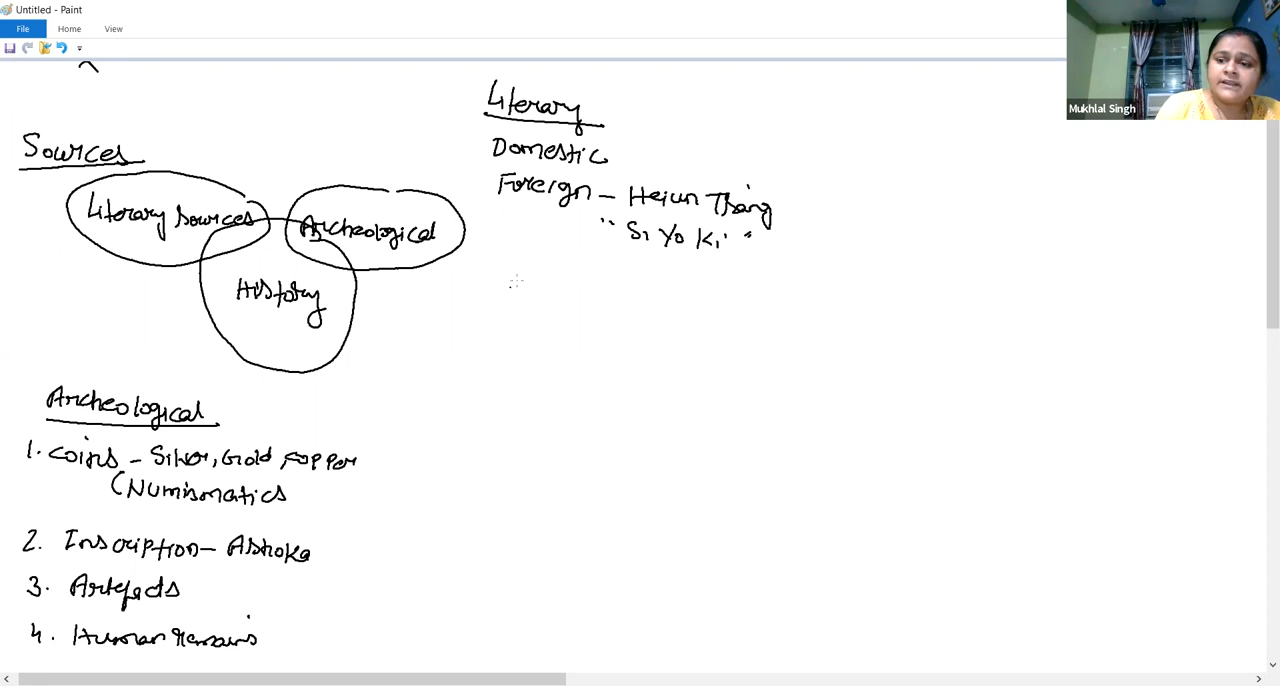 Untitled - Paint
File Home View
Mukhlal Singh
Sources
Literary Sources
Archeological
History
Literary
Domestic
Foreign - Heiun Tsang
" Si Yo Ki "
Archeological
1. Coins - Silver, Gold, Copper
(Numismatics
2. Inscription - Ashoka
3. Artefacts
4. Human Remains